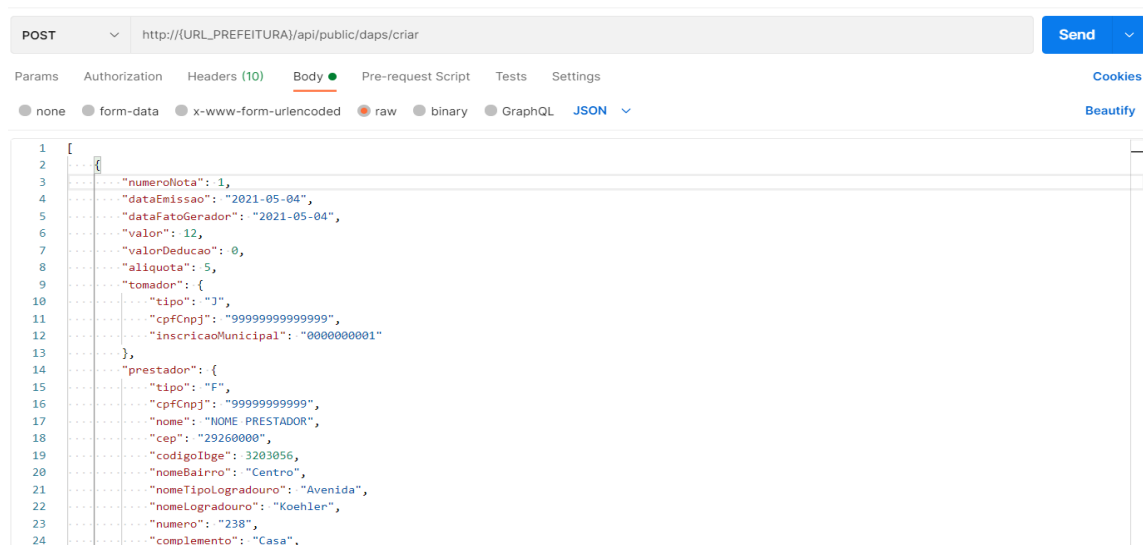 POST http://{URL_PREFEITURA}/api/public/daps/criar Send
Params Authorization Headers (10) Body Pre-request Script Tests Settings Cookies
none form-data x-www-form-urlencoded raw binary GraphQL JSON Beautify
1 [
2 {
3 "numeroNota": 1,
4 "dataEmissao": "2021-05-04",
5 "dataFatoGerador": "2021-05-04",
6 "valor": 12,
7 "valorDeducao": 0,
8 "aliquota": 5,
9 "tomador": {
10 "tipo": "J",
11 "cpfCnpj": "99999999999999",
12 "inscricaoMunicipal": "0000000001"
13 },
14 "prestador": {
15 "tipo": "F",
16 "cpfCnpj": "99999999999",
17 "nome": "NOME PRESTADOR",
18 "cep": "29260000",
19 "codigoIbge": 3203056,
20 "nomeBairro": "Centro",
21 "nomeTipoLogradouro": "Avenida",
22 "nomeLogradouro": "Koehler",
23 "numero": "238",
24 "complemento": "Casa",